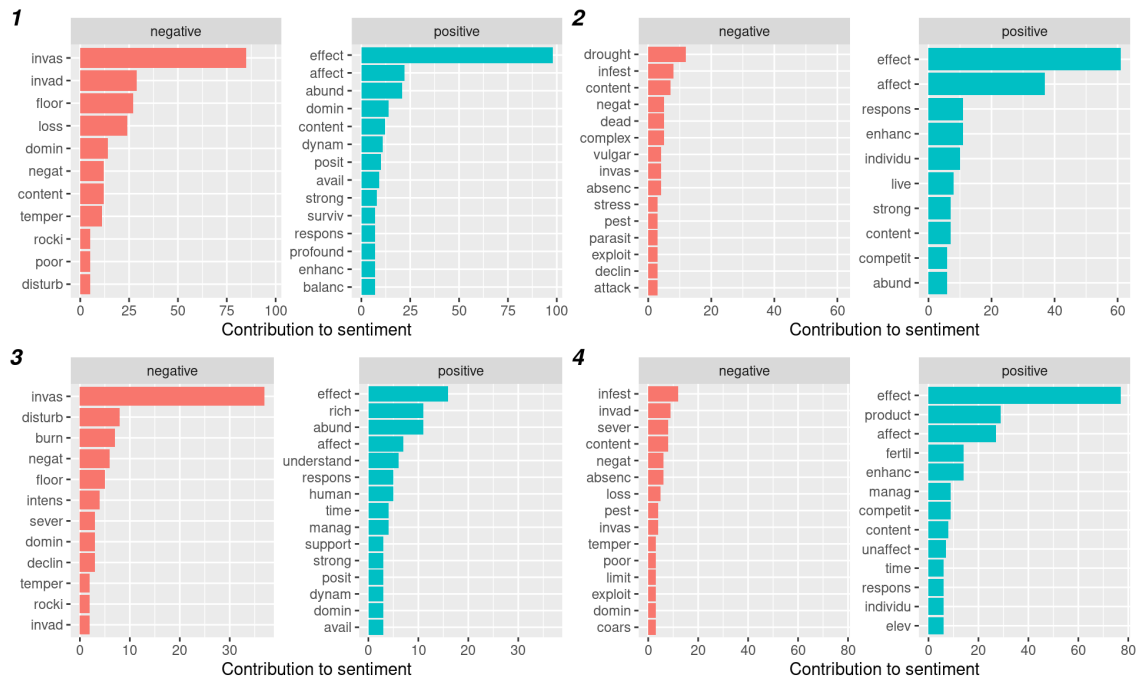 1
negative
invas
invad
floor
loss
domin
negat
content
temper
rocki
poor
disturb
0 25 50 75 100
positive
effect
affect
abund
domin
content
dynam
posit
avail
strong
surviv
respons
profound
enhanc
balanc
0 25 50 75 100
Contribution to sentiment
2
negative
drought
infest
content
negat
dead
complex
vulgar
invas
absenc
stress
pest
parasit
exploit
declin
attack
0 20 40 60
positive
effect
affect
respons
enhanc
individu
live
strong
content
competit
abund
0 20 40 60
Contribution to sentiment
3
negative
invas
disturb
burn
negat
floor
intens
sever
domin
declin
temper
rocki
invad
0 10 20 30
positive
effect
rich
abund
affect
understand
respons
human
time
manag
support
strong
posit
dynam
domin
avail
0 10 20 30
Contribution to sentiment
4
negative
infest
invad
sever
content
negat
absenc
loss
pest
invas
temper
poor
limit
exploit
domin
coars
0 20 40 60 80
positive
effect
product
affect
fertil
enhanc
manag
competit
content
unaffect
time
respons
individu
elev
0 20 40 60 80
Contribution to sentiment